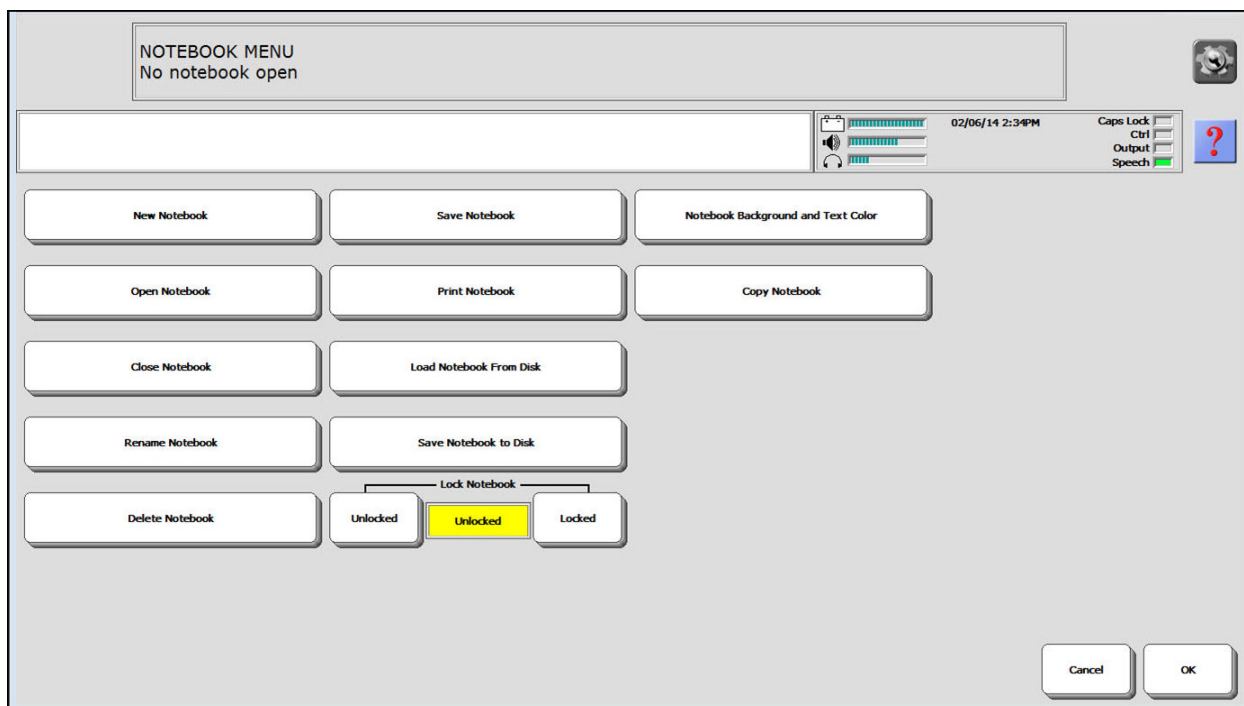 NOTEBOOK MENU
No notebook open
02/06/14 2:34PM
Caps Lock
Ctrl
Output
Speech
?
New Notebook
Save Notebook
Notebook Background and Text Color
Open Notebook
Print Notebook
Copy Notebook
Close Notebook
Load Notebook From Disk
Rename Notebook
Save Notebook to Disk
Lock Notebook
Delete Notebook
Unlocked
Unlocked
Locked
Cancel
OK